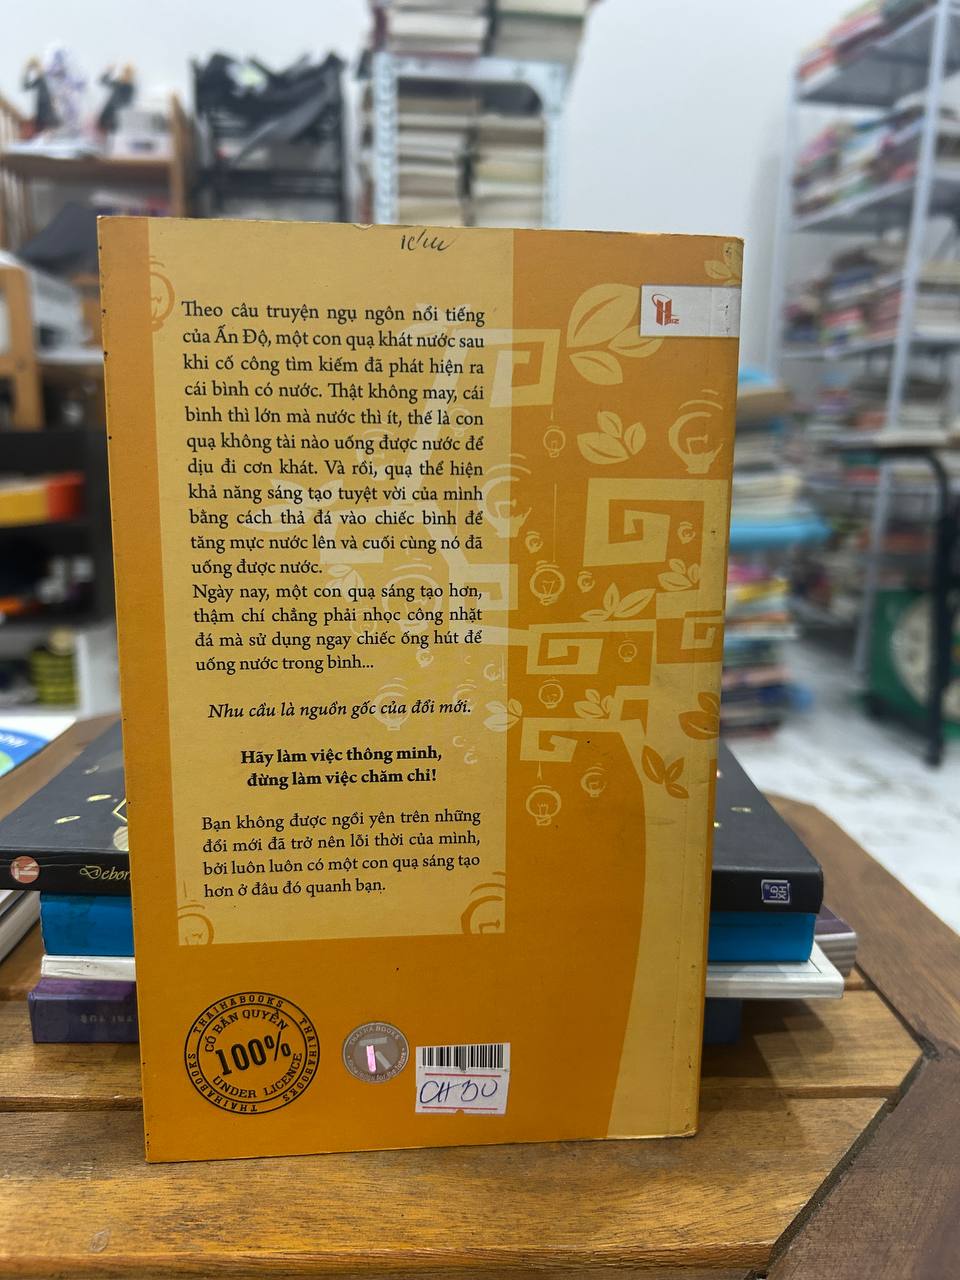 Theo câu truyện ngụ ngôn nổi tiếng
của Ấn Độ, một con quạ khát nước sau
khi cố công tìm kiếm đã phát hiện ra
cái bình có nước. Thật không may, cái
bình thì lớn mà nước thì ít, thế là con
quạ không tài nào uống được nước để
dịu đi cơn khát. Và rồi, quạ thể hiện
khả năng sáng tạo tuyệt vời của mình
bằng cách thả đá vào chiếc bình để
tăng mực nước lên và cuối cùng nó đã
uống được nước.
Ngày nay, một con quạ sáng tạo hơn,
thậm chí chẳng phải nhọc công nhặt
đá mà sử dụng ngay chiếc ống hút để
uống nước trong bình...
Nhu cầu là nguồn gốc của đổi mới.
Hãy làm việc thông minh,
đừng làm việc chăm chỉ!
Bạn không được ngồi yên trên những
đổi mới đã trở nên lỗi thời của mình,
bởi luôn luôn có một con quạ sáng tạo
hơn ở đâu đó quanh bạn.
Debor
TRÍ TUỆ
THAIHABOOKS THAIHABOOKS THAIHABOOKS
CÓ BẢN QUYỀN
100%
UNDER LICENCE
THAIHA BOOKS
CH 30